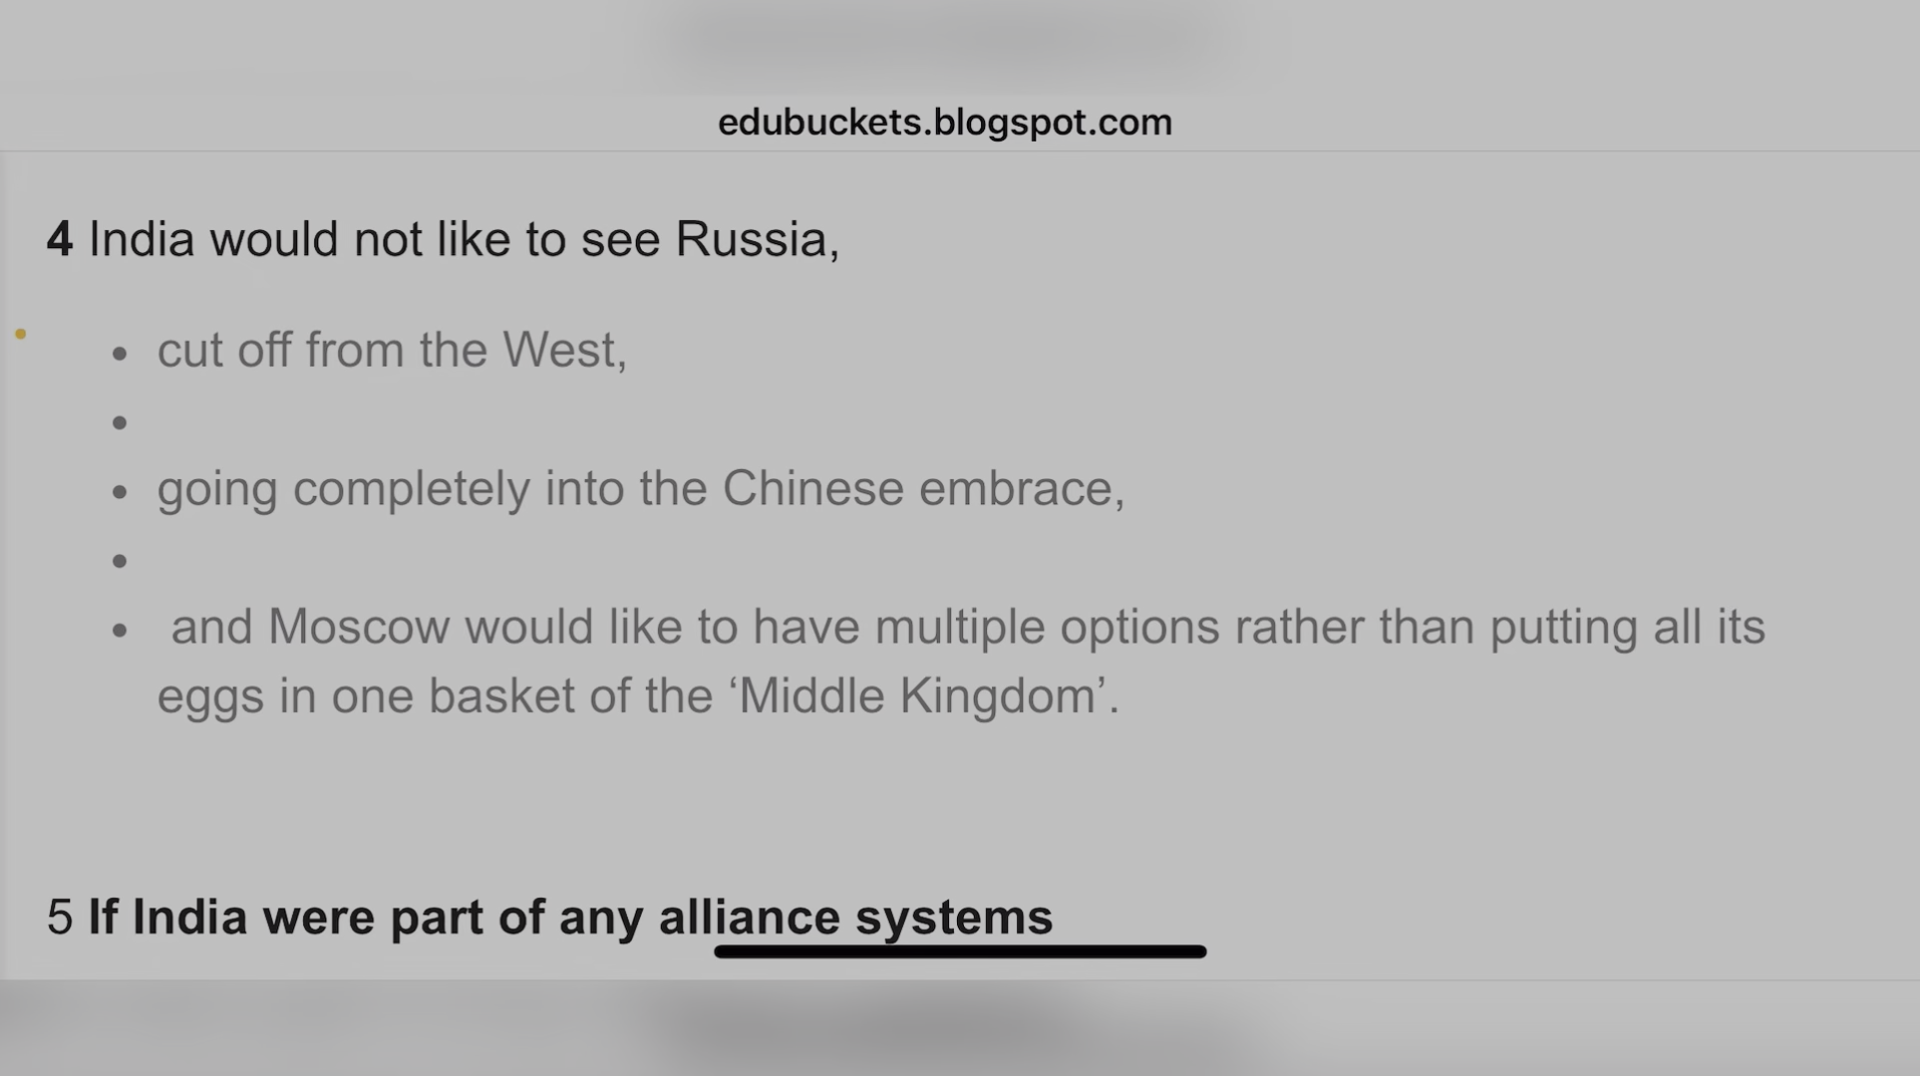 edubuckets.blogspot.com
4 India would not like to see Russia,
• cut off from the West,
•
• going completely into the Chinese embrace,
•
• and Moscow would like to have multiple options rather than putting all its
eggs in one basket of the ‘Middle Kingdom’.
5 If India were part of any alliance systems